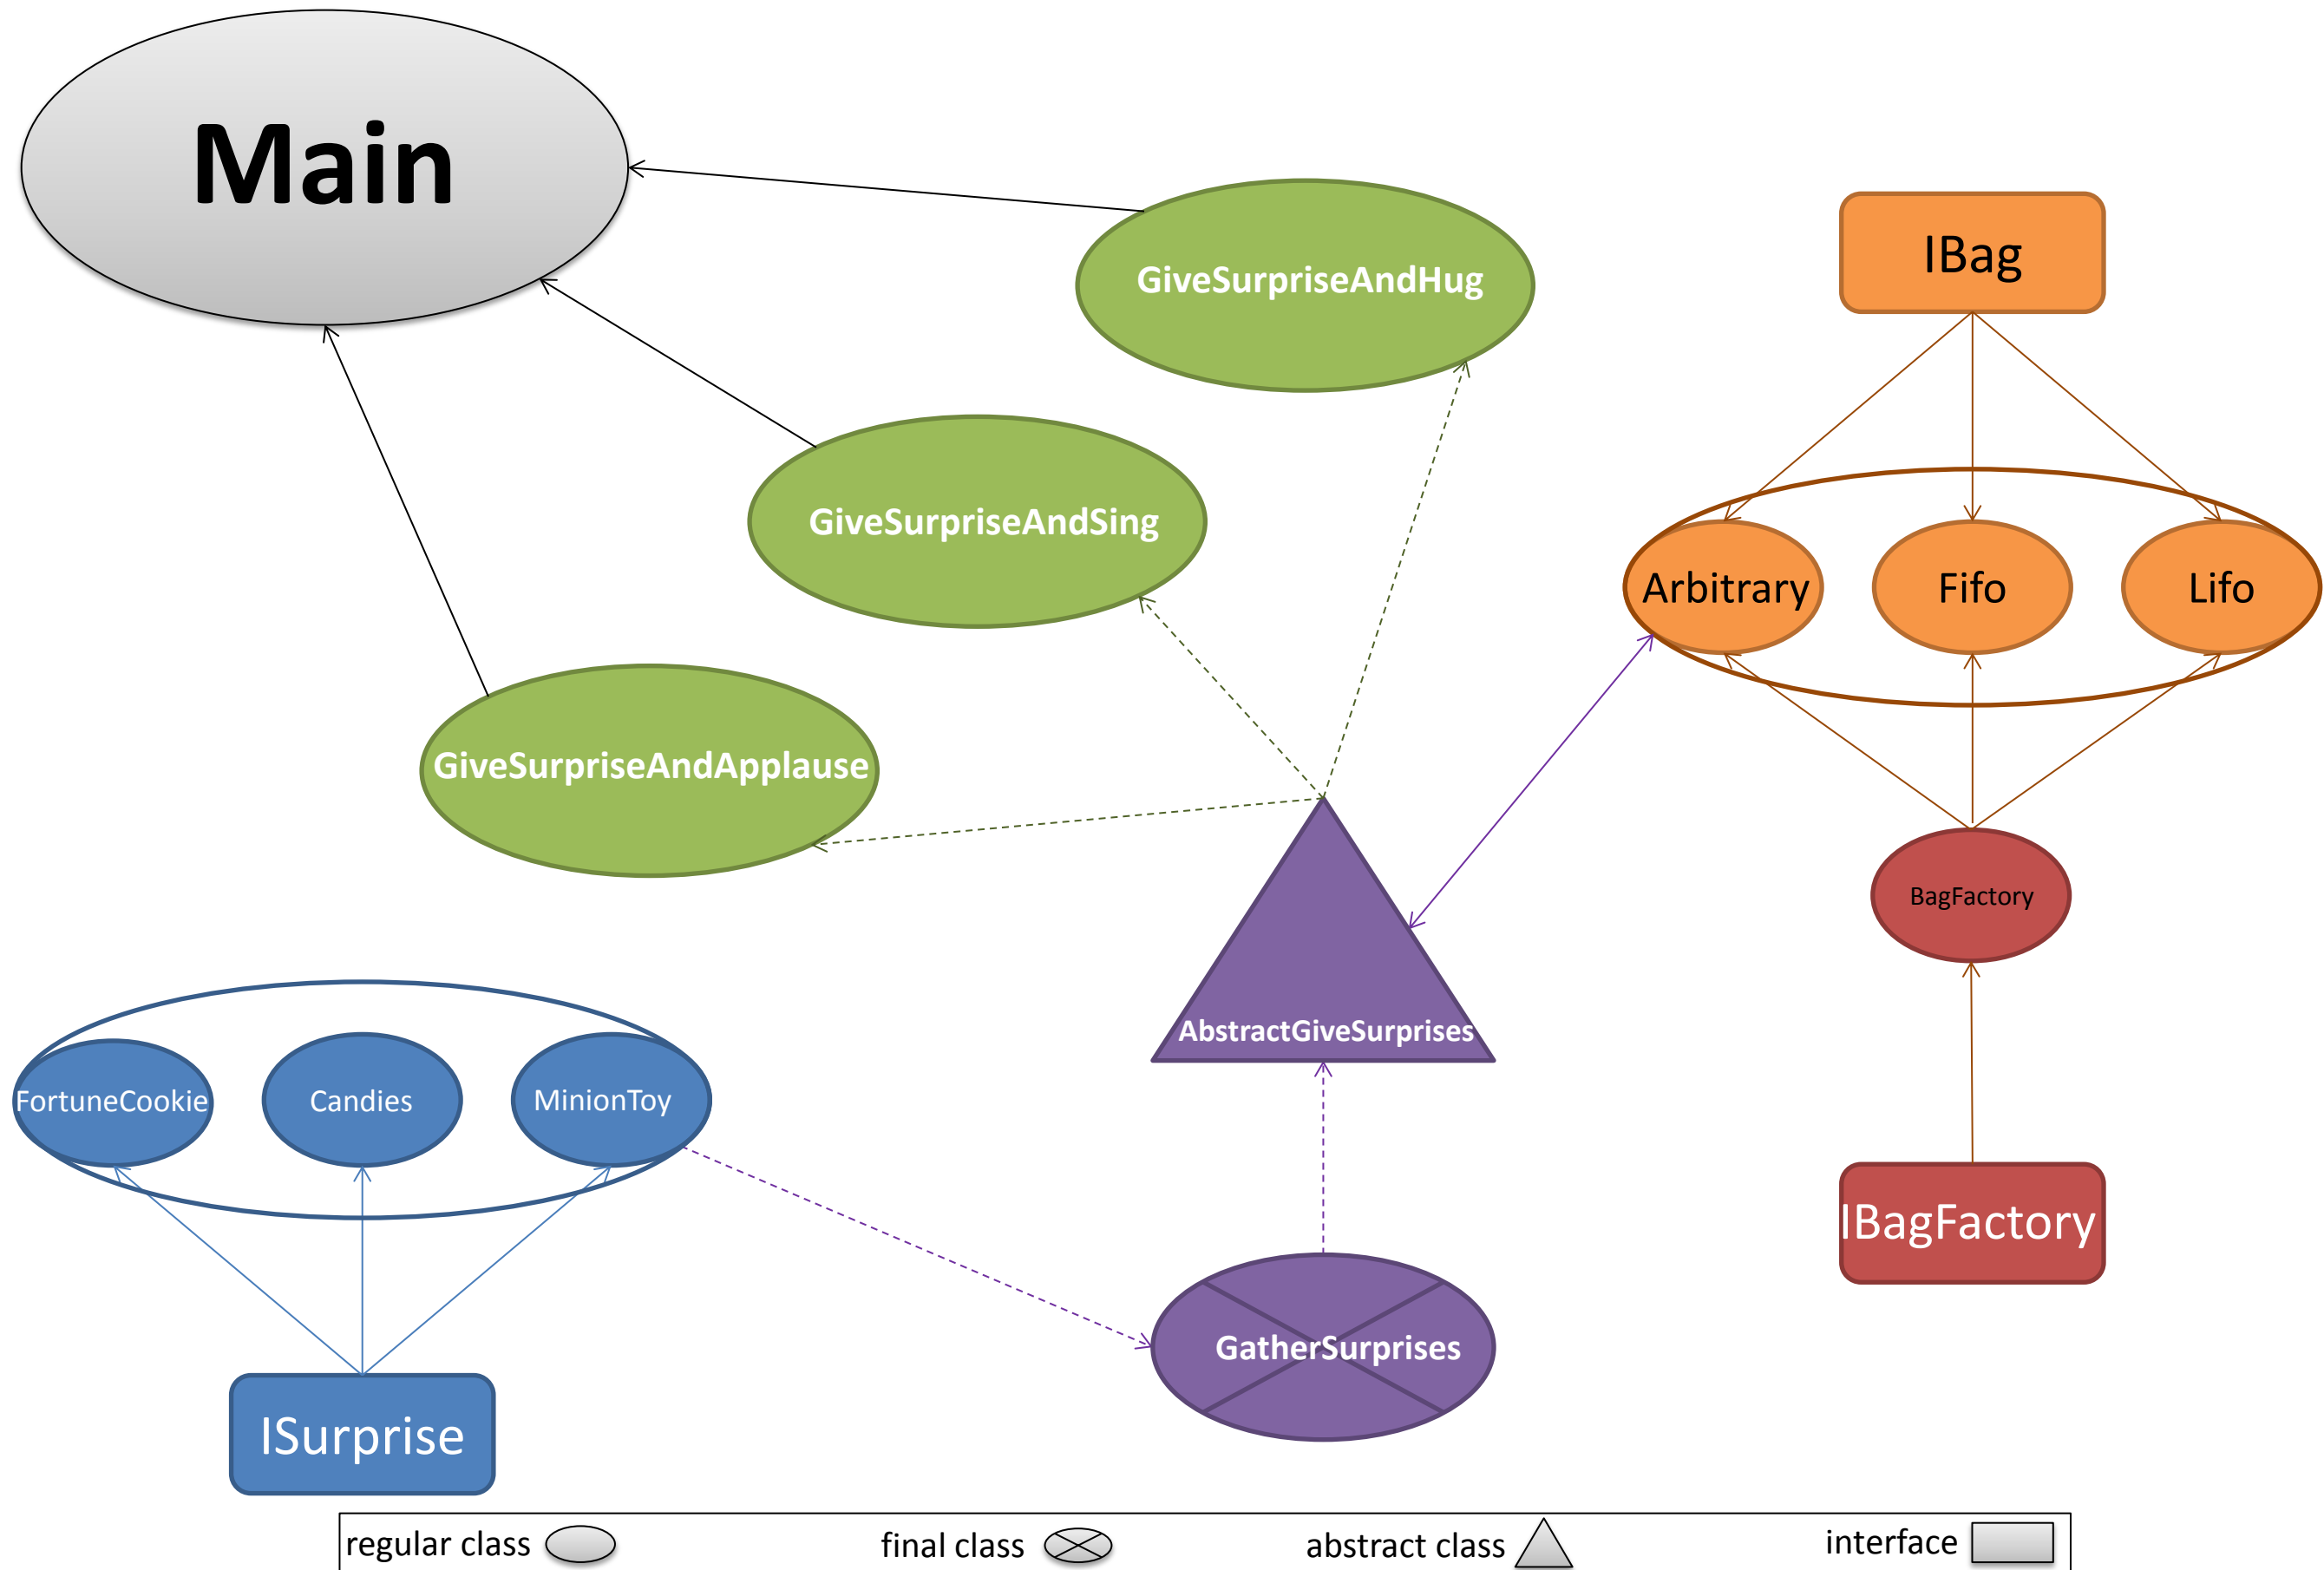 Main
GiveSurpriseAndHug
IBag
GiveSurpriseAndSing
Arbitrary
Fifo
Lifo
GiveSurpriseAndApplause
BagFactory
AbstractGiveSurprises
FortuneCookie
Candies
MinionToy
IBagFactory
GatherSurprises
ISurprise
regular class
final class
abstract class
interface